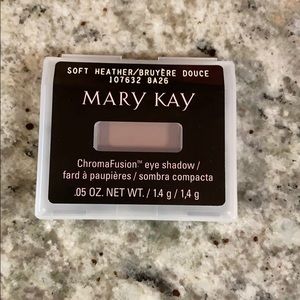 SOFT HEATHER/BRUYÈRE DOUCE
107632 8A26
MARY KAY
ChromaFusion™ eye shadow /
fard à paupières / sombra compacta
.05 OZ. NET WT. / 1.4 g / 1,4 g